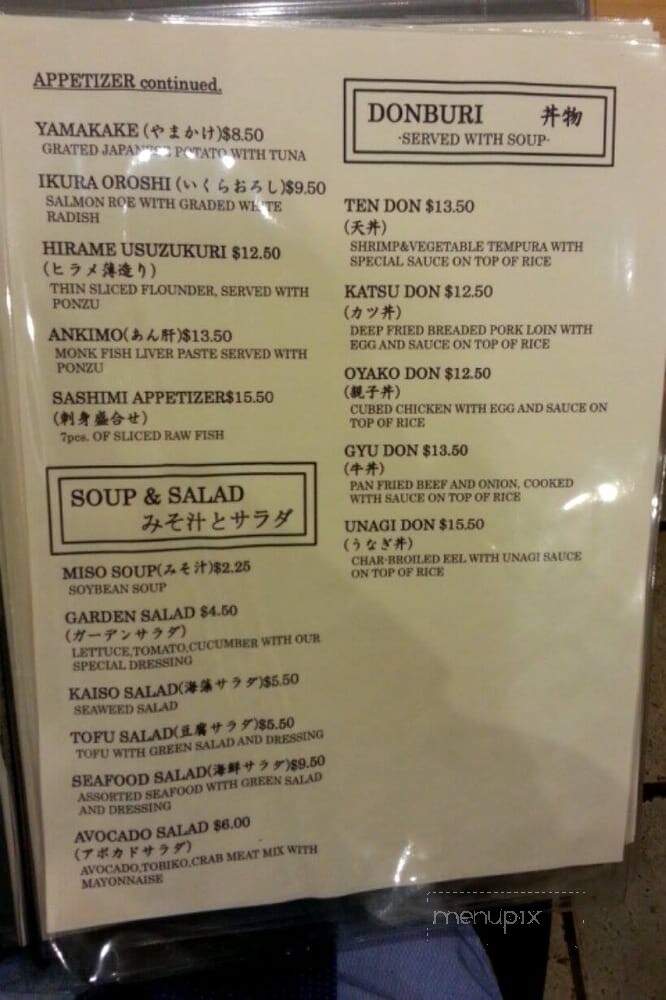 APPETIZER continued.
YAMAKAKE (やまかけ)$8.50
GRATED JAPANESE POTATO WITH TUNA
IKURA OROSHI (いくらおろし)$9.50
SALMON ROE WITH GRADED WHITE
RADISH
HIRAME USUZUKURI $12.50
(ヒラメ薄造り)
THIN SLICED FLOUNDER, SERVED WITH
PONZU
ANKIMO(あん肝)$13.50
MONK FISH LIVER PASTE SERVED WITH
PONZU
SASHIMI APPETIZER$15.50
(刺身盛合せ)
7pcs. OF SLICED RAW FISH
SOUP & SALAD
みそ汁とサラダ
MISO SOUP(みそ汁)$2.25
SOYBEAN SOUP
GARDEN SALAD $4.50
(ガーデンサラダ)
LETTUCE,TOMATO,CUCUMBER WITH OUR
SPECIAL DRESSING
KAISO SALAD(海藻サラダ)$5.50
SEAWEED SALAD
TOFU SALAD(豆腐サラダ)$5.50
TOFU WITH GREEN SALAD AND DRESSING
SEAFOOD SALAD(海鮮サラダ)$9.50
ASSORTED SEAFOOD WITH GREEN SALAD
AND DRESSING
AVOCADO SALAD $6.00
(アボカドサラダ)
AVOCADO,TOBIKO,CRAB MEAT MIX WITH
MAYONNAISE
DONBURI 丼物
-SERVED WITH SOUP-
TEN DON $13.50
(天丼)
SHRIMP&VEGETABLE TEMPURA WITH
SPECIAL SAUCE ON TOP OF RICE
KATSU DON $12.50
(カツ丼)
DEEP FRIED BREADED PORK LOIN WITH
EGG AND SAUCE ON TOP OF RICE
OYAKO DON $12.50
(親子丼)
CUBED CHICKEN WITH EGG AND SAUCE ON
TOP OF RICE
GYU DON $13.50
(牛丼)
PAN FRIED BEEF AND ONION, COOKED
WITH SAUCE ON TOP OF RICE
UNAGI DON $15.50
(うなぎ丼)
CHAR-BROILED EEL WITH UNAGI SAUCE
ON TOP OF RICE
menupix